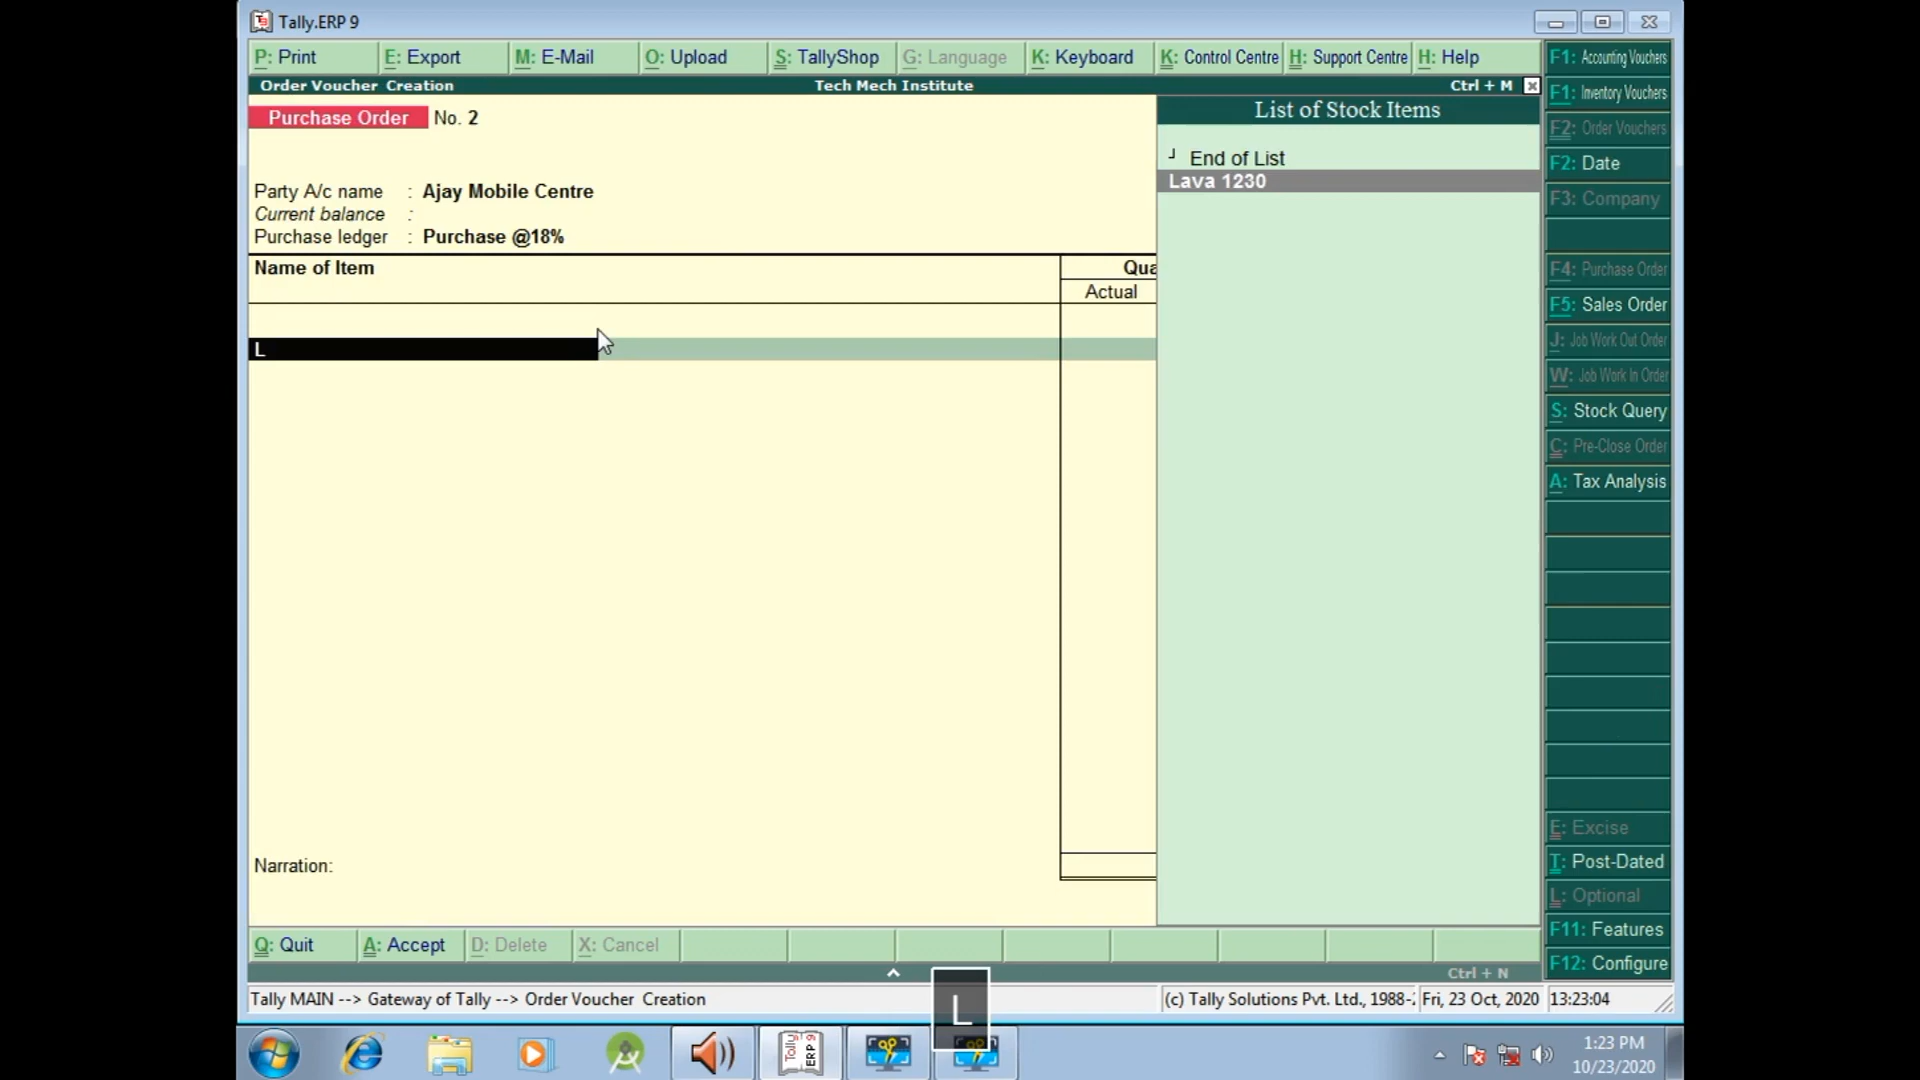 Tally.ERP 9
P: Print
E: Export
M: E-Mail
O: Upload
S: TallyShop
G: Language
K: Keyboard
K: Control Centre
H: Support Centre
H: Help
Order Voucher Creation
Tech Mech Institute
Ctrl + M
Purchase Order No. 2
Party A/c name : Ajay Mobile Centre
Current balance :
Purchase ledger : Purchase @18%
Name of Item
Qua
Actual
L
Narration:
List of Stock Items
End of List
Lava 1230
F1: Accounting Vouchers
F1: Inventory Vouchers
F2: Order Vouchers
F2: Date
F3: Company
F4: Purchase Order
F5: Sales Order
J: Job Work Out Order
W: Job Work In Order
S: Stock Query
C: Pre-Close Order
A: Tax Analysis
E: Excise
T: Post-Dated
L: Optional
F11: Features
F12: Configure
Q: Quit
A: Accept
D: Delete
X: Cancel
Ctrl + N
Tally MAIN --> Gateway of Tally --> Order Voucher Creation
(c) Tally Solutions Pvt. Ltd., 1988-2
Fri, 23 Oct, 2020
13:23:04
L
Tally
ERP 9
1:23 PM
10/23/2020